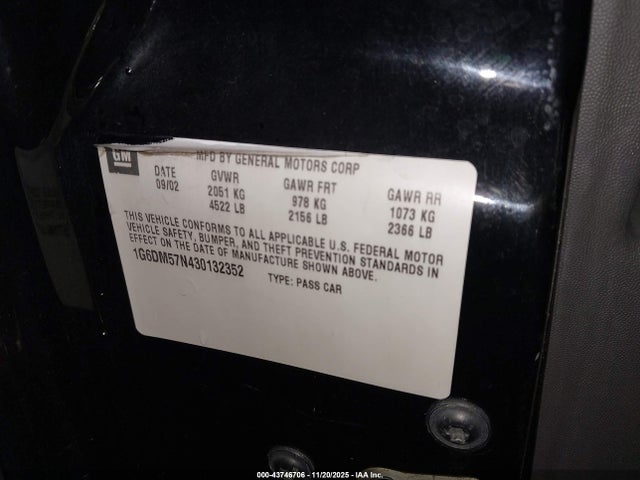 GM
MFD BY GENERAL MOTORS CORP
DATE GVWR GAWR FRT GAWR RR
09/02 2051 KG 978 KG 1073 KG
4522 LB 2156 LB 2366 LB
THIS VEHICLE CONFORMS TO ALL APPLICABLE U.S. FEDERAL MOTOR
VEHICLE SAFETY, BUMPER, AND THEFT PREVENTION STANDARDS IN
EFFECT ON THE DATE OF MANUFACTURE SHOWN ABOVE.
1G6DM57N430132352 TYPE: PASS CAR
000-43746706 - 11/20/2025 - IAA Inc.